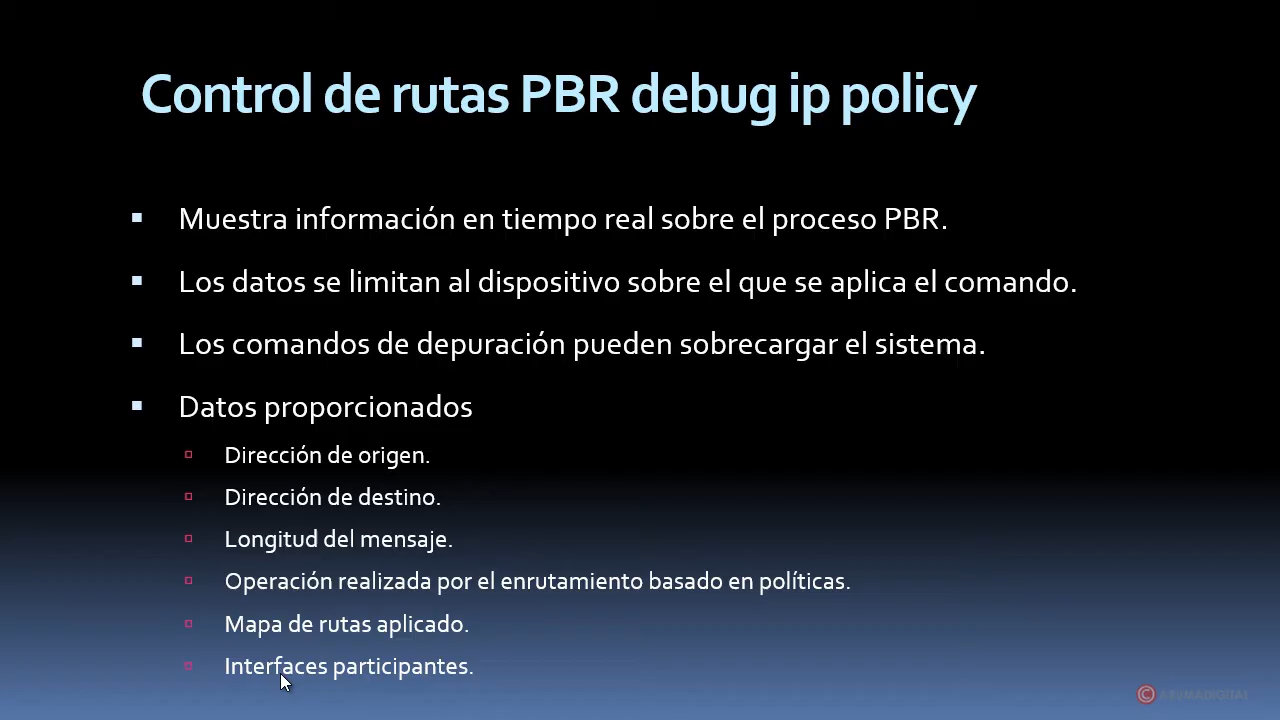 Control de rutas PBR debug ip policy
Muestra información en tiempo real sobre el proceso PBR.
Los datos se limitan al dispositivo sobre el que se aplica el comando.
Los comandos de depuración pueden sobrecargar el sistema.
Datos proporcionados
Dirección de origen.
Dirección de destino.
Longitud del mensaje.
Operación realizada por el enrutamiento basado en políticas.
Mapa de rutas aplicado.
Interfaces participantes.